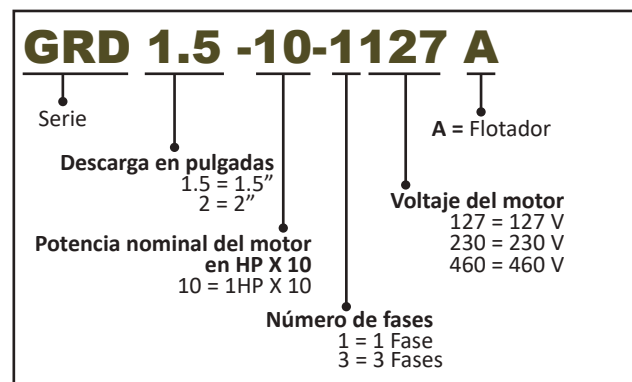 GRD 1.5 -10-1127 A
Serie
A = Flotador
Descarga en pulgadas
1.5 = 1.5”
2 = 2”
Voltaje del motor
127 = 127 V
230 = 230 V
460 = 460 V
Potencia nominal del motor
en HP X 10
10 = 1HP X 10
Número de fases
1 = 1 Fase
3 = 3 Fases